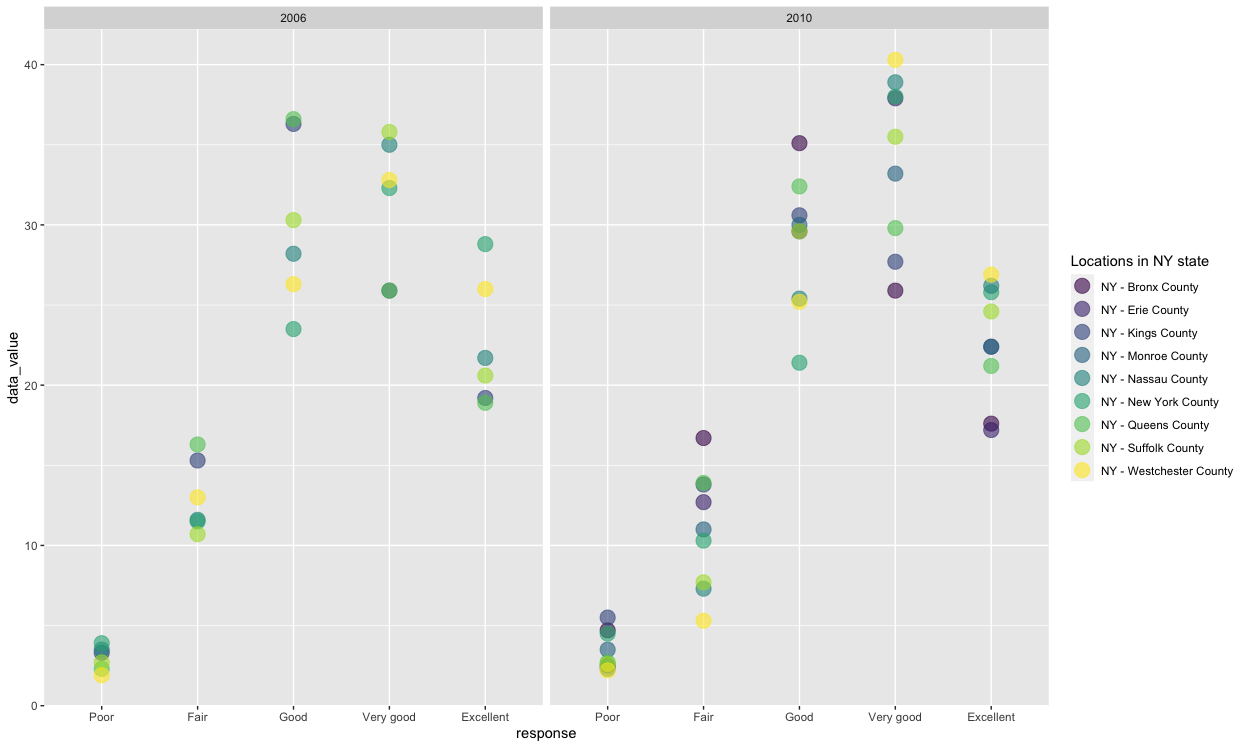 2006 2010
40
30
20
10
0
data_value
Poor Fair Good Very good Excellent Poor Fair Good Very good Excellent
response
Locations in NY state
NY - Bronx County
NY - Erie County
NY - Kings County
NY - Monroe County
NY - Nassau County
NY - New York County
NY - Queens County
NY - Suffolk County
NY - Westchester County